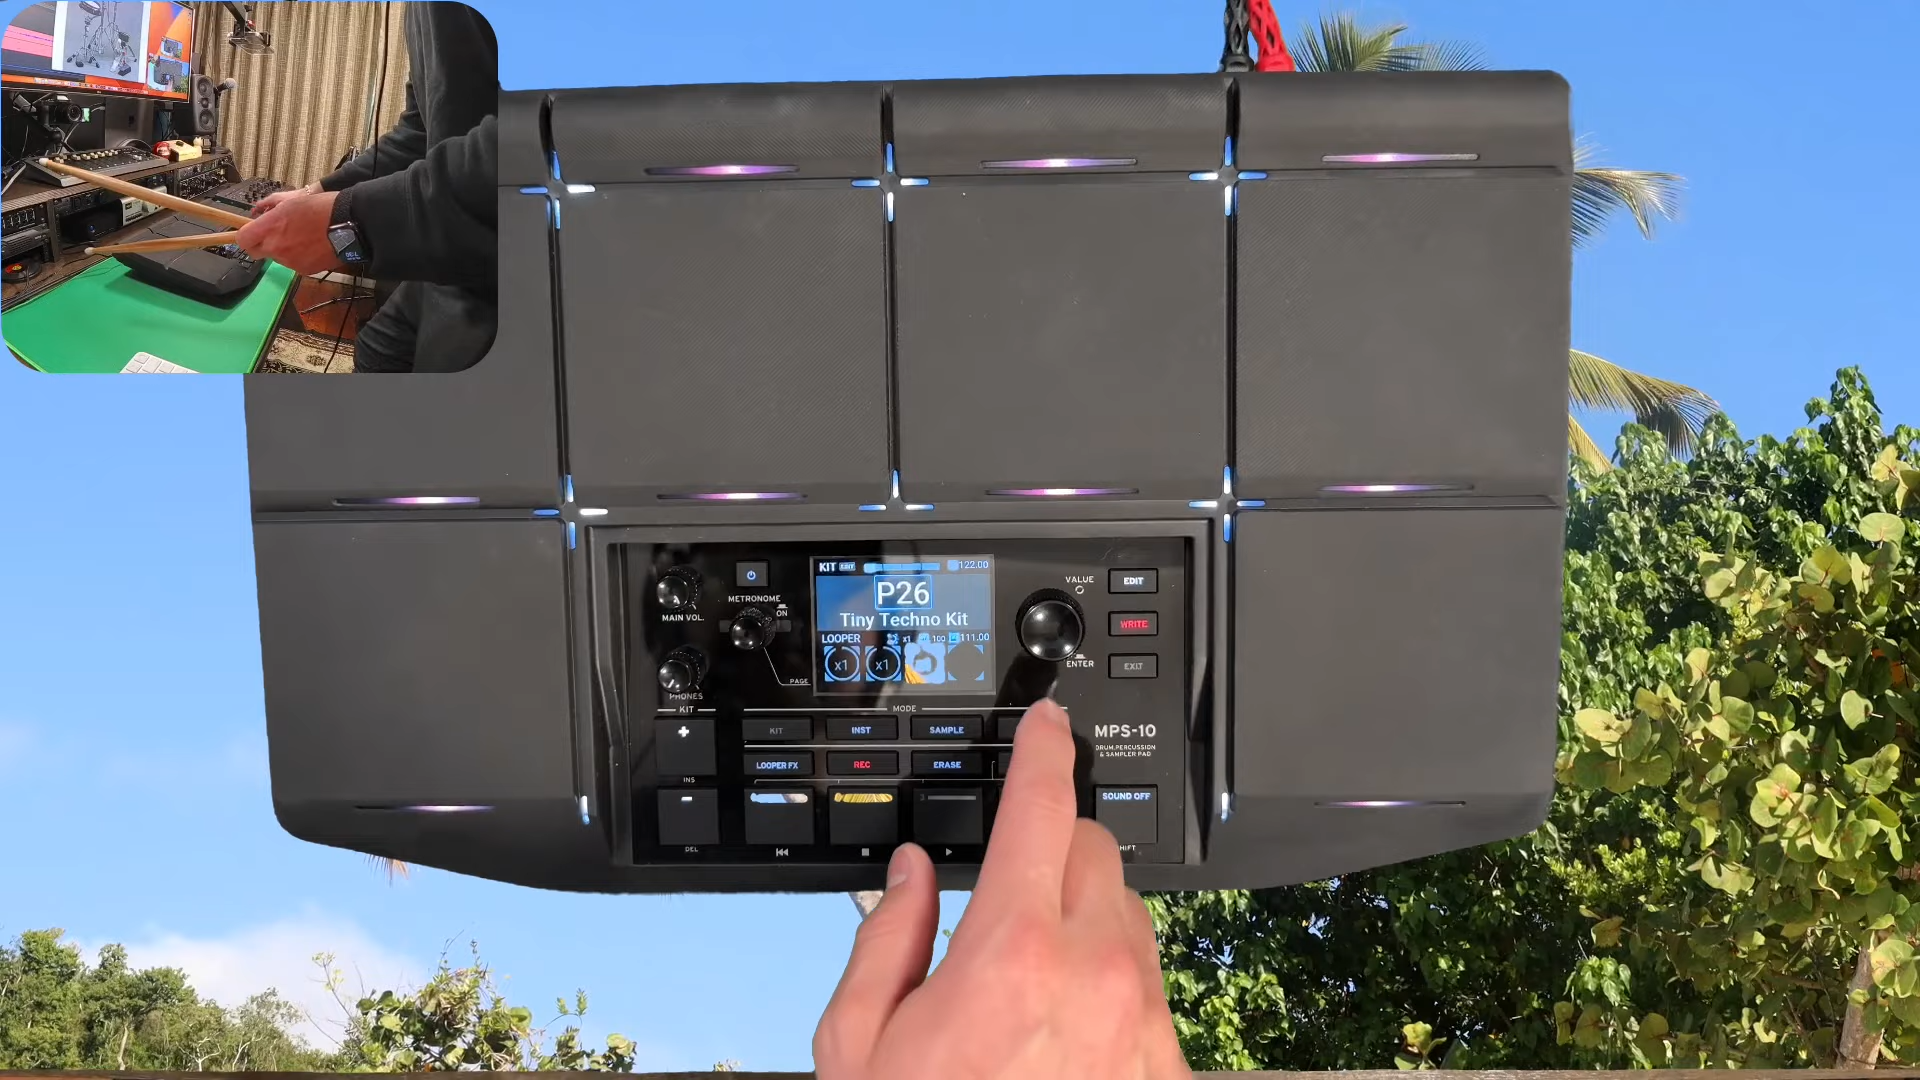 KIT EDIT 122.00
P26
Tiny Techno Kit
LOOPER x1 100 111.00
x1 x1
MAIN VOL.
METRONOME
ON
PHONES
PAGE
VALUE
ENTER
EDIT
WRITE
EXIT
KIT
MODE
KIT INST SAMPLE
INS
LOOPER FX REC ERASE
DEL
MPS-10
DRUM, PERCUSSION
& SAMPLER PAD
SOUND OFF
3